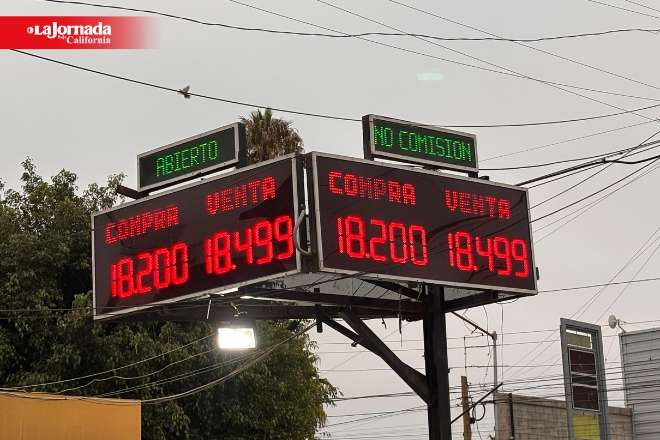 La Jornada
Baja California
ABIERTO
COMPRA VENTA
18.200 18.499
NO COMISION
COMPRA VENTA
18.200 18.499